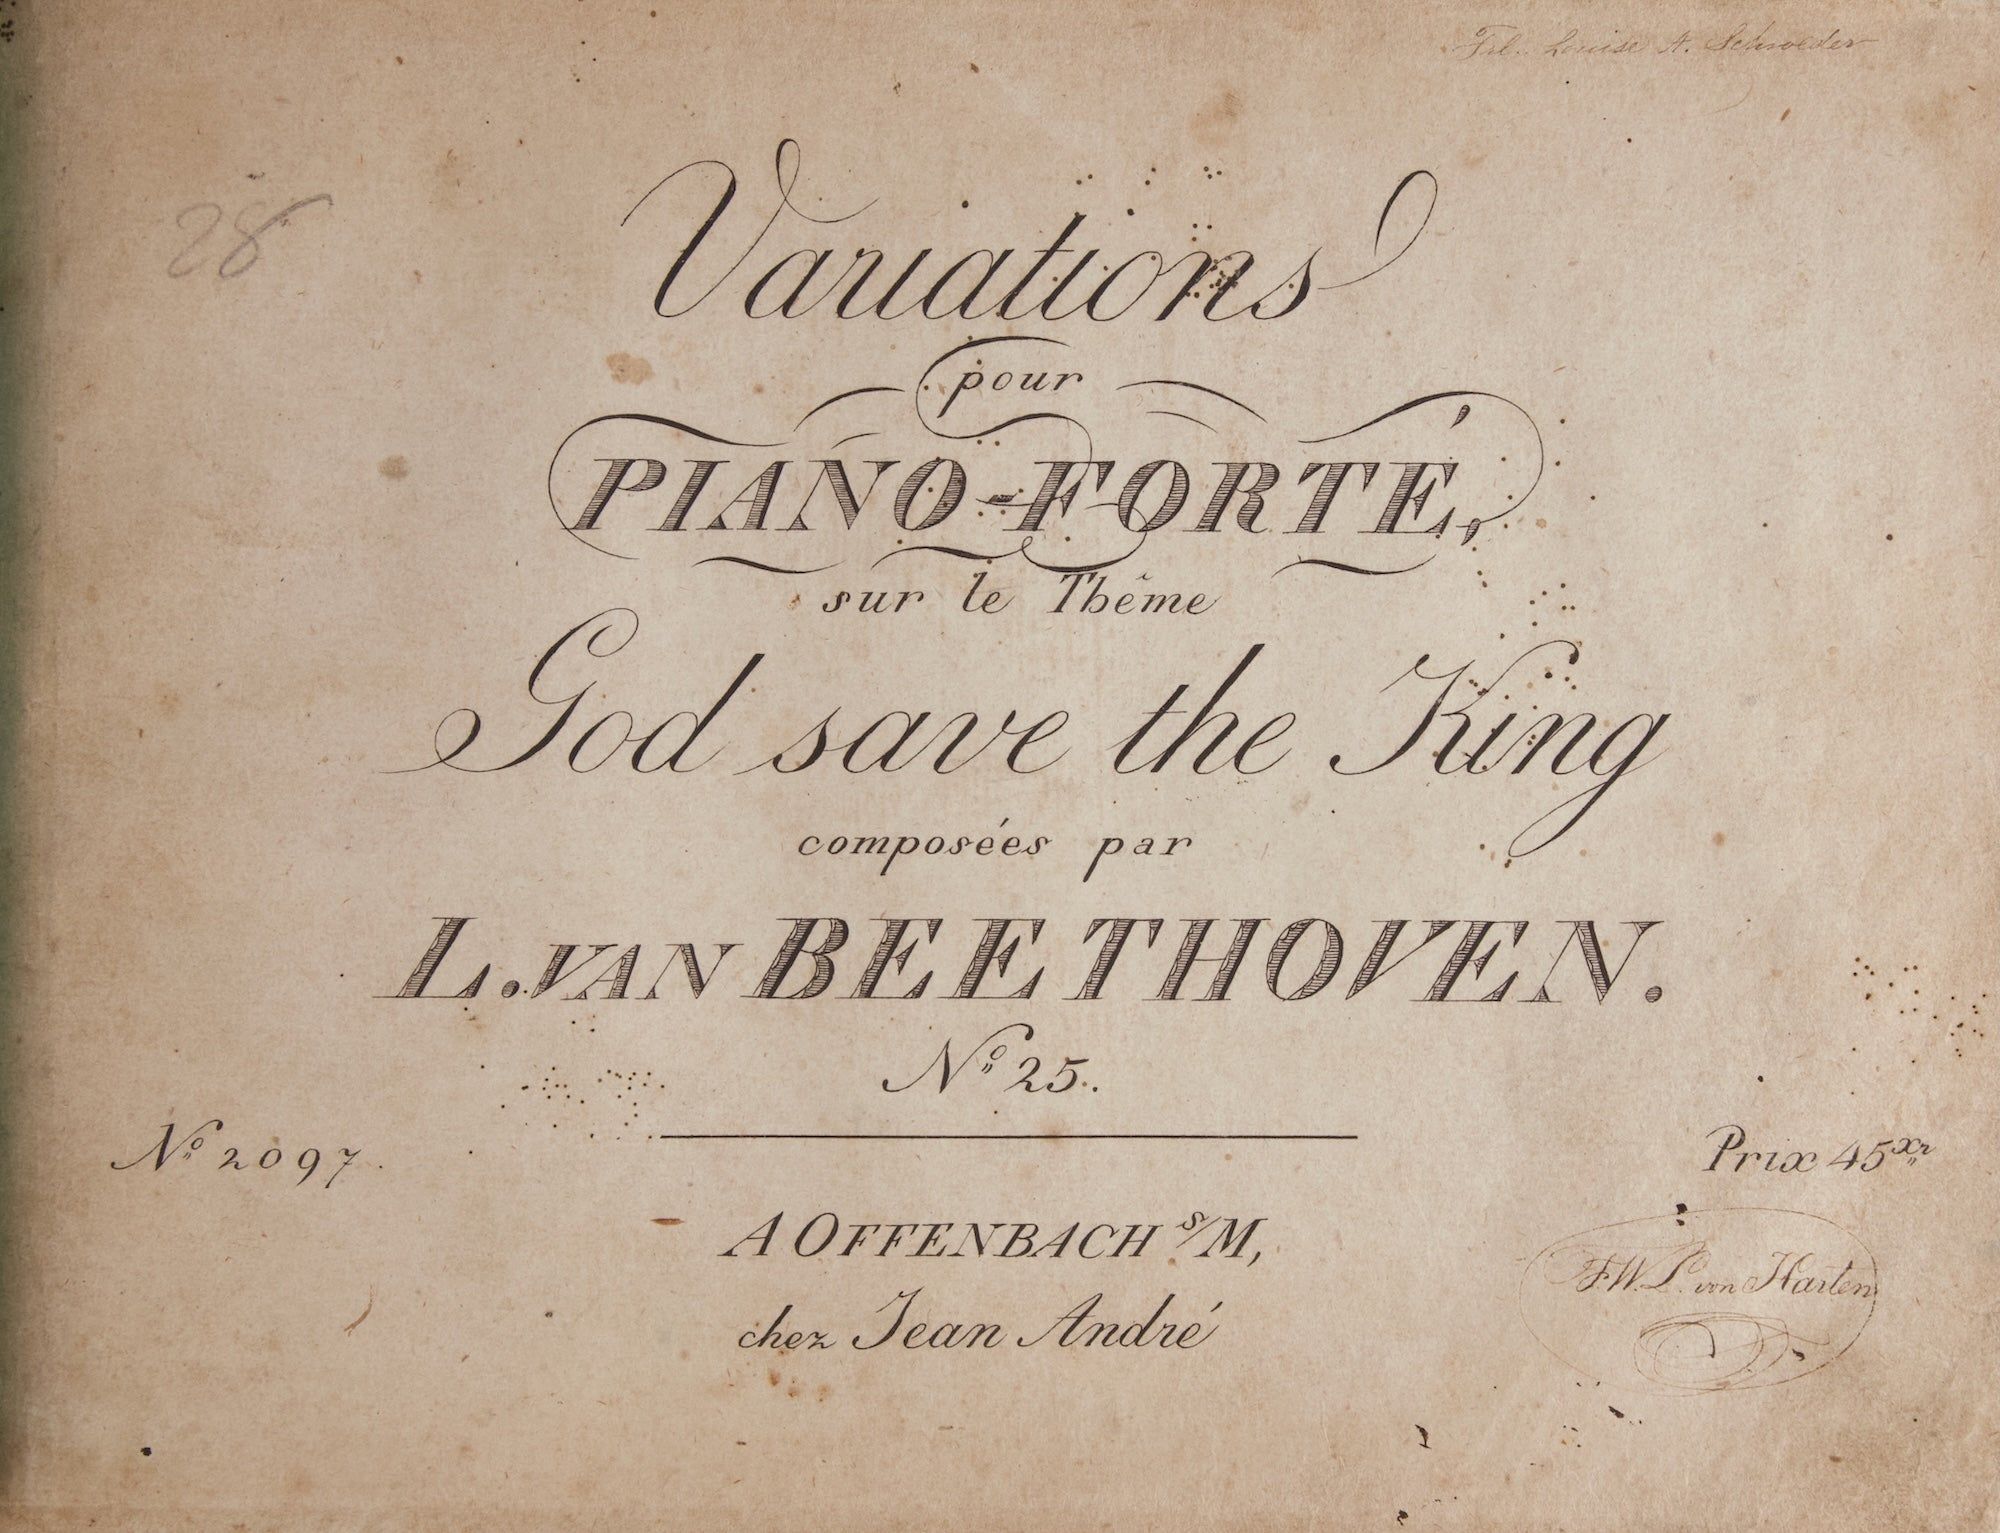 Frl. Louise A. Schroeder
28
Variations
pour
PIANO-FORTÉ,
sur le Thême
God save the King
composées par
L. VAN BEETHOVEN.
No 25.
No 2097.
Prix 45 xr
A OFFENBACH s/M,
chez Jean André
F.W.L. von Harten